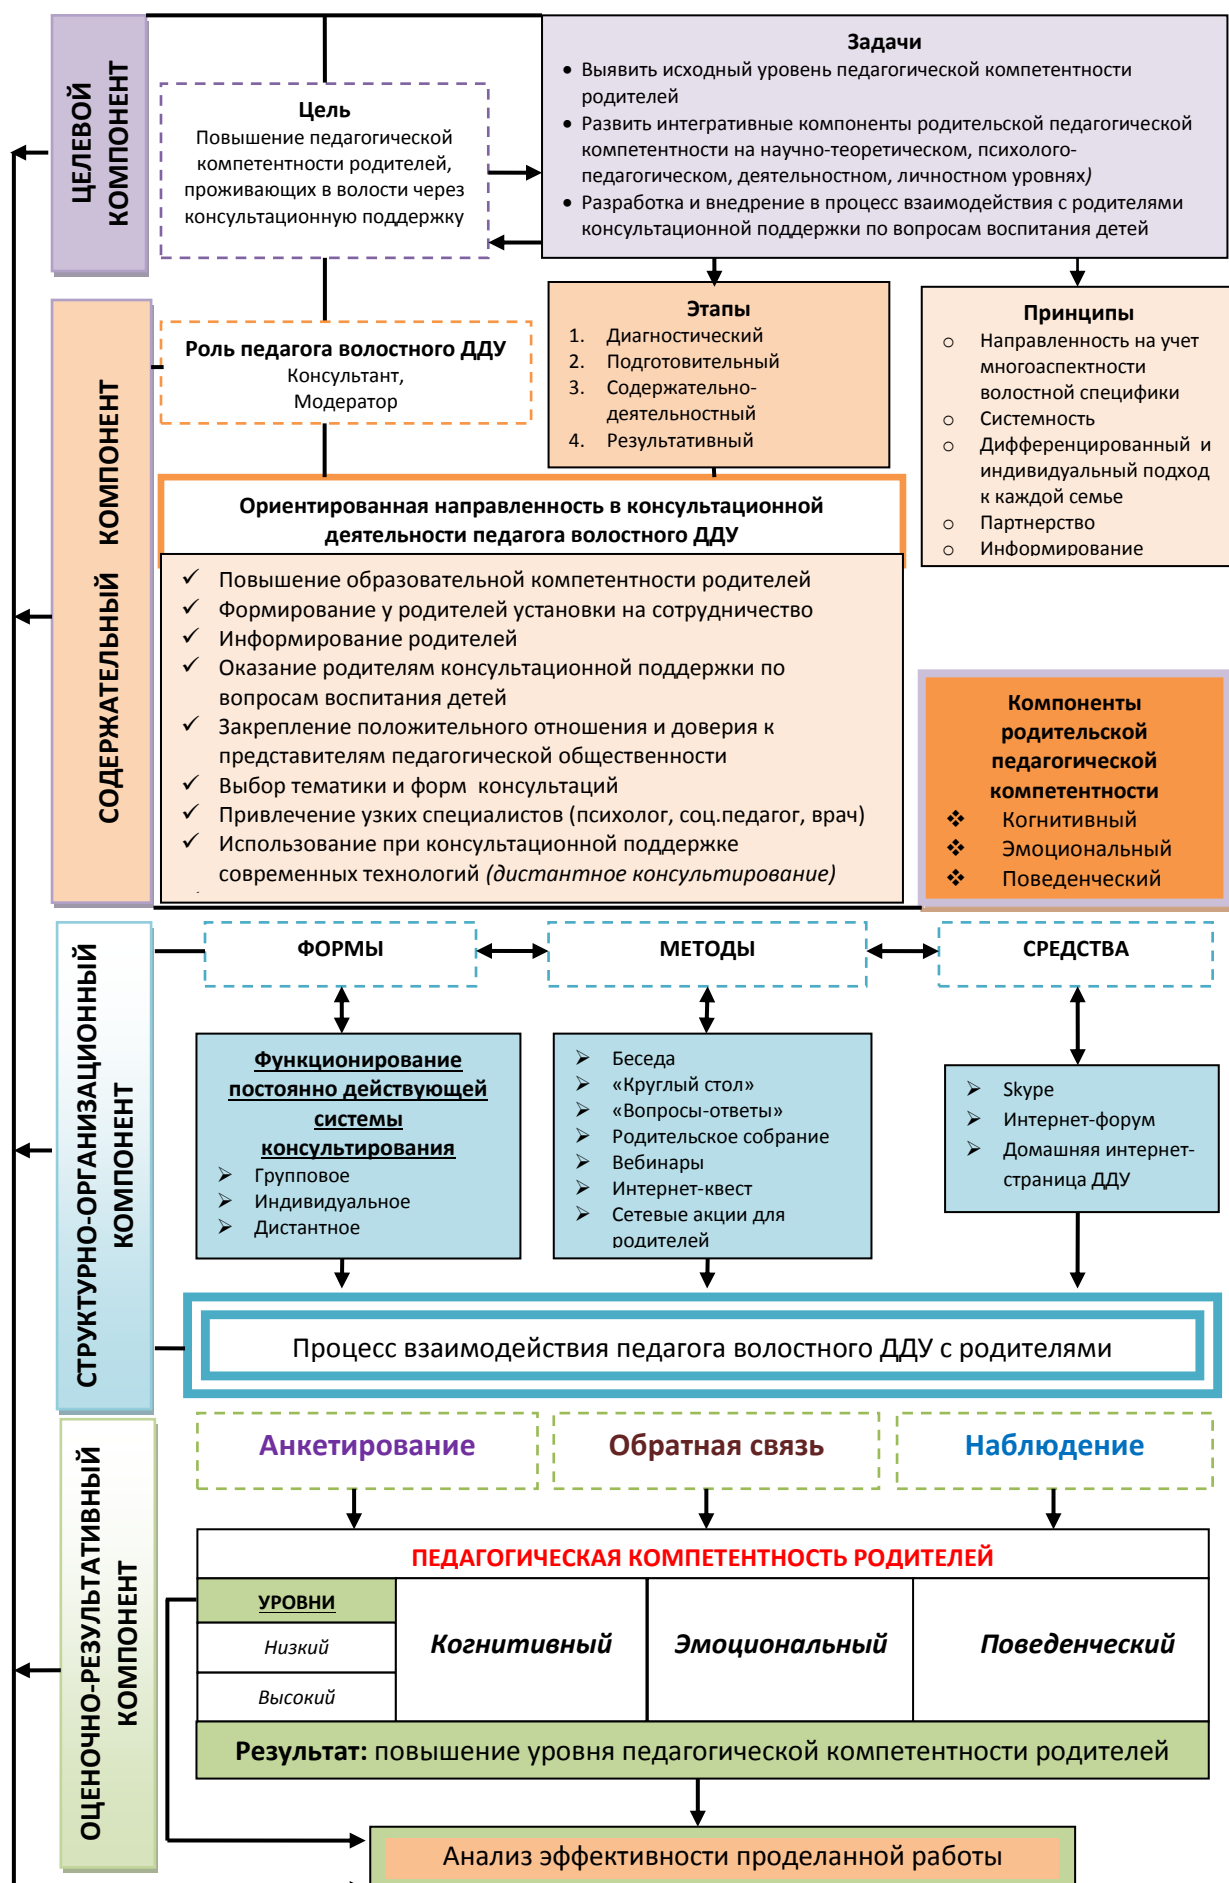 ЦЕЛЕВОЙ
КОМПОНЕНТ
Цель
Повышение педагогической
компетентности родителей,
проживающих в волости через
консультационную поддержку
Задачи
• Выявить исходный уровень педагогической компетентности
родителей
• Развить интегративные компоненты родительской педагогической
компетентности на научно-теоретическом, психолого-
педагогическом, деятельностном, личностном уровнях)
• Разработка и внедрение в процесс взаимодействия с родителями
консультационной поддержки по вопросам воспитания детей
СОДЕРЖАТЕЛЬНЫЙ КОМПОНЕНТ
Роль педагога волостного ДДУ
Консультант,
Модератор
Этапы
1. Диагностический
2. Подготовительный
3. Содержательно-
деятельностный
4. Результативный
Принципы
o Направленность на учет
многоаспектности
волостной специфики
o Системность
o Дифференцированный и
индивидуальный подход
к каждой семье
o Партнерство
o Информирование
Ориентированная направленность в консультационной
деятельности педагога волостного ДДУ
✓ Повышение образовательной компетентности родителей
✓ Формирование у родителей установки на сотрудничество
✓ Информирование родителей
✓ Оказание родителям консультационной поддержки по
вопросам воспитания детей
✓ Закрепление положительного отношения и доверия к
представителям педагогической общественности
✓ Выбор тематики и форм консультаций
✓ Привлечение узких специалистов (психолог, соц.педагог, врач)
✓ Использование при консультационной поддержке
современных технологий (дистантное консультирование)
Компоненты
родительской
педагогической
компетентности
❖ Когнитивный
❖ Эмоциональный
❖ Поведенческий
СТРУКТУРНО-ОРГАНИЗАЦИОННЫЙ
КОМПОНЕНТ
ФОРМЫ
МЕТОДЫ
СРЕДСТВА
Функционирование
постоянно действующей
системы
консультирования
➢ Групповое
➢ Индивидуальное
➢ Дистантное
➢ Беседа
➢ «Круглый стол»
➢ «Вопросы-ответы»
➢ Родительское собрание
➢ Вебинары
➢ Интернет-квест
➢ Сетевые акции для
родителей
➢ Skype
➢ Интернет-форум
➢ Домашняя интернет-
страница ДДУ
Процесс взаимодействия педагога волостного ДДУ с родителями
ОЦЕНОЧНО-РЕЗУЛЬТАТИВНЫЙ
КОМПОНЕНТ
Анкетирование
Обратная связь
Наблюдение
ПЕДАГОГИЧЕСКАЯ КОМПЕТЕНТНОСТЬ РОДИТЕЛЕЙ
УРОВНИ
Низкий
Высокий
Когнитивный
Эмоциональный
Поведенческий
Результат: повышение уровня педагогической компетентности родителей
Анализ эффективности проделанной работы